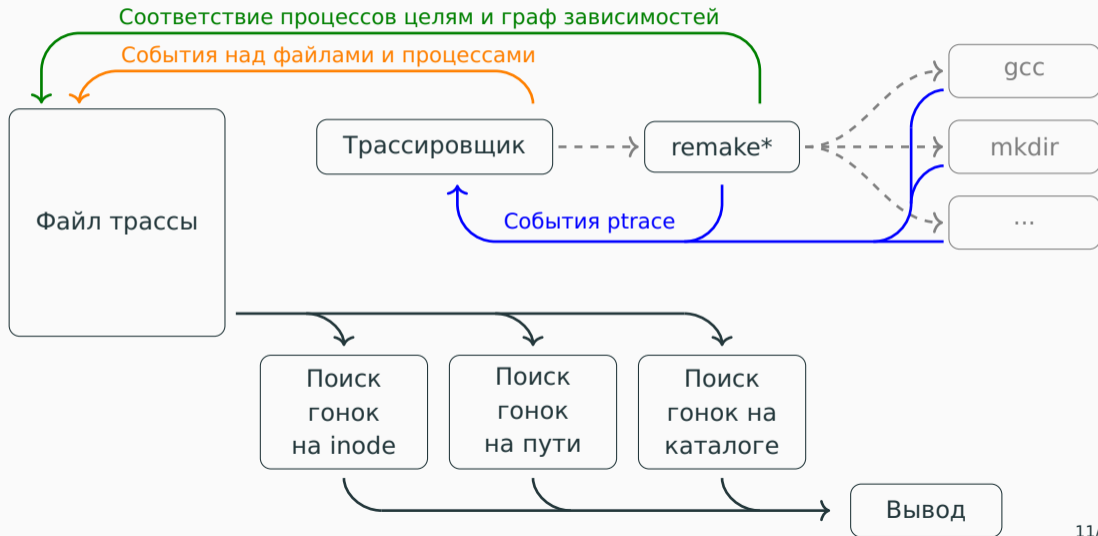 Соответствие процессов целям и граф зависимостей
События над файлами и процессами
gcc
Трассировщик
remake*
mkdir
Файл трассы
События ptrace
...
Поиск
гонок
на inode
Поиск
гонок
на пути
Поиск
гонок на
каталоге
Вывод
11/